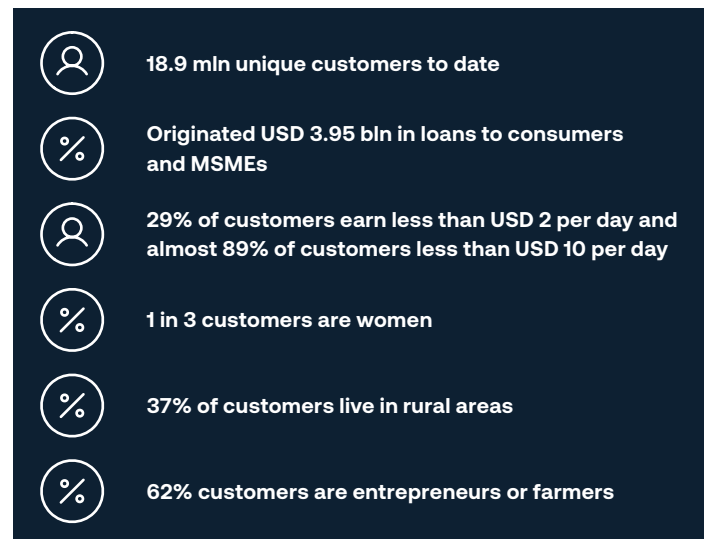 18.9 mln unique customers to date
Originated USD 3.95 bln in loans to consumers
and MSMEs
29% of customers earn less than USD 2 per day and
almost 89% of customers less than USD 10 per day
1 in 3 customers are women
37% of customers live in rural areas
62% customers are entrepreneurs or farmers